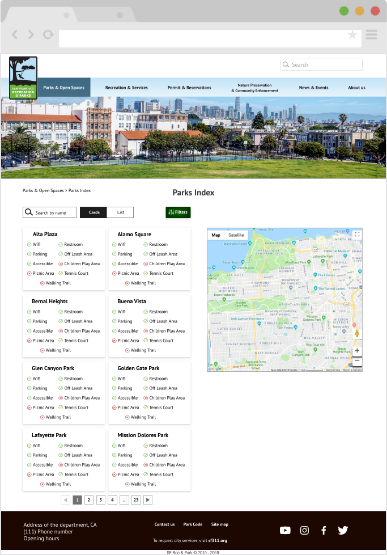 RECREATION
& PARKS
Search
Parks & Open Spaces
Recreation & Services
Permit & Reservations
Nature Preservation
& Community Enhancement
News & Events
About us
Parks & Open Spaces > Parks Index
Parks Index
Search by name
Cards
List
Filters
Alta Plaza
Wifi Restroom
Parking Off Leash Area
Accessible Children Play Area
Picnic Area Tennis Court
Walking Trail
Alamo Square
Wifi Restroom
Parking Off Leash Area
Accessible Children Play Area
Picnic Area Tennis Court
Walking Trail
Bernal Heights
Wifi Restroom
Parking Off Leash Area
Accessible Children Play Area
Picnic Area Tennis Court
Walking Trail
Buena Vista
Wifi Restroom
Parking Off Leash Area
Accessible Children Play Area
Picnic Area Tennis Court
Walking Trail
Glen Canyon Park
Wifi Restroom
Parking Off Leash Area
Accessible Children Play Area
Picnic Area Tennis Court
Walking Trail
Golden Gate Park
Wifi Restroom
Parking Off Leash Area
Accessible Children Play Area
Picnic Area Tennis Court
Walking Trail
Lafayette Park
Wifi Restroom
Parking Off Leash Area
Accessible Children Play Area
Picnic Area Tennis Court
Walking Trail
Mission Dolores Park
Wifi Restroom
Parking Off Leash Area
Accessible Children Play Area
Picnic Area Tennis Court
Walking Trail
1 2 3 4 ... 23
Map Satellite
Address of the department, CA
(111) Phone number
Opening hours
Contact us Park Code Site map
To request city services visit sf311.org
SF Rec & Park © 2010 - 2019